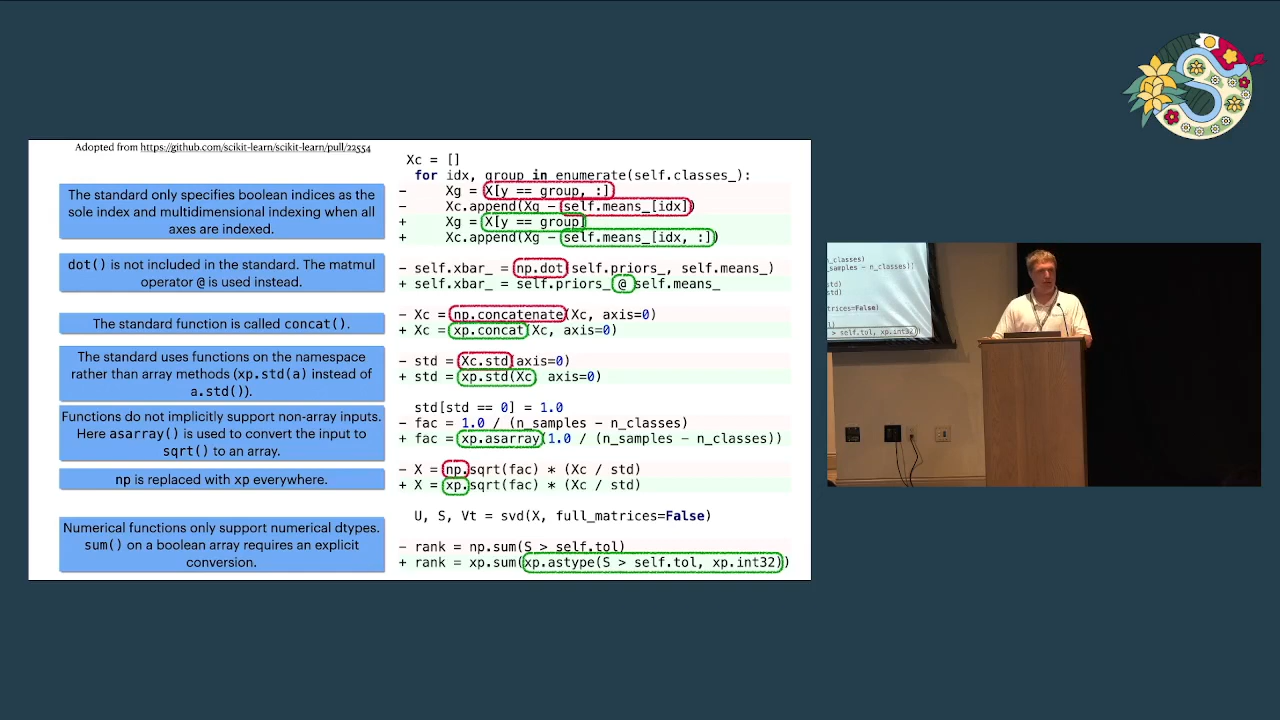 Adopted from https://github.com/scikit-learn/scikit-learn/pull/22554
The standard only specifies boolean indices as the
sole index and multidimensional indexing when all
axes are indexed.
dot() is not included in the standard. The matmul
operator @ is used instead.
The standard function is called concat().
The standard uses functions on the namespace
rather than array methods (xp.std(a) instead of
a.std()).
Functions do not implicitly support non-array inputs.
Here asarray() is used to convert the input to
sqrt() to an array.
np is replaced with xp everywhere.
Numerical functions only support numerical dtypes.
sum() on a boolean array requires an explicit
conversion.
Xc = []
for idx, group in enumerate(self.classes_):
- Xg = X[y == group, :]
- Xc.append(Xg - self.means_[idx])
+ Xg = X[y == group]
+ Xc.append(Xg - self.means_[idx, :])
- self.xbar_ = np.dot(self.priors_, self.means_)
+ self.xbar_ = self.priors_ @ self.means_
- Xc = np.concatenate(Xc, axis=0)
+ Xc = xp.concat(Xc, axis=0)
- std = Xc.std(axis=0)
+ std = xp.std(Xc, axis=0)
std[std == 0] = 1.0
- fac = 1.0 / (n_samples - n_classes)
+ fac = xp.asarray(1.0 / (n_samples - n_classes))
- X = np.sqrt(fac) * (Xc / std)
+ X = xp.sqrt(fac) * (Xc / std)
U, S, Vt = svd(X, full_matrices=False)
- rank = np.sum(S > self.tol)
+ rank = xp.sum(xp.astype(S > self.tol, xp.int32))
S